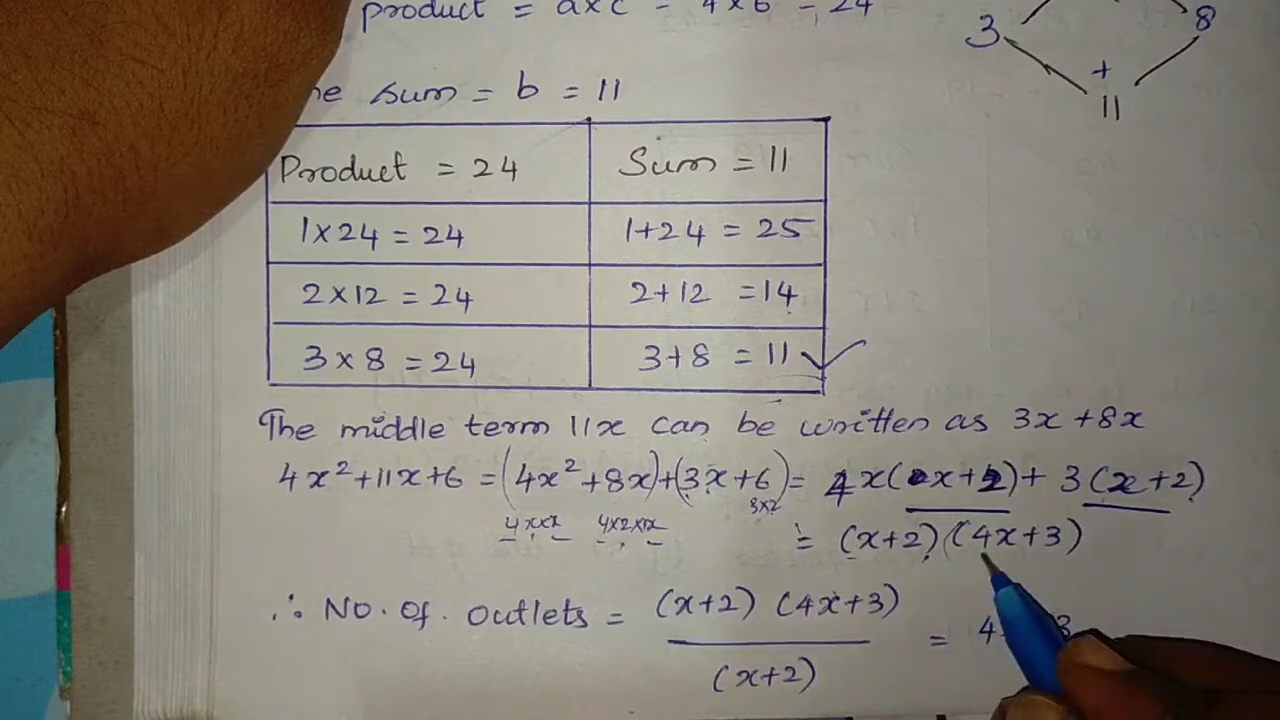 product = a×c = 4×6 = 24
3 8
+
11
sum = b = 11
Product = 24 Sum = 11
1×24 = 24 1+24 = 25
2×12 = 24 2+12 = 14
3×8 = 24 3+8 = 11 ✓
The middle term 11x can be written as 3x+8x
4x²+11x+6 = (4x²+8x)+(3x+6) = 4x(x+2)+3(x+2)
4×x×x 4×2×x 3×2
= (x+2)(4x+3)
∴ No. of. outlets = (x+2) (4x+3)
(x+2)
= 4